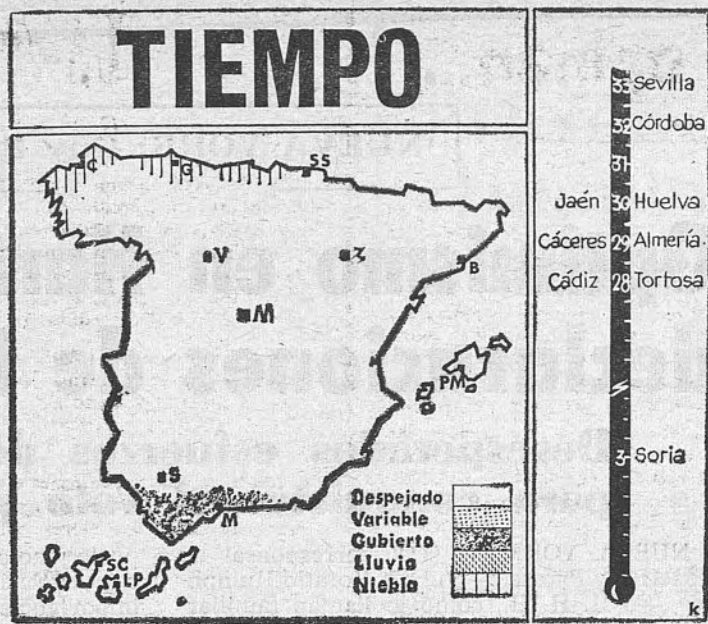 TIEMPO
C
G
SS
V
Z
B
M
PM
S
M
SC
LP
Despejado
Variable
Cubierto
Lluvia
Niebla
33 Sevilla
32 Córdoba
31
Jaén 30 Huelva
Cáceres 29 Almería
Cádiz 28 Tortosa
3 Soria
k